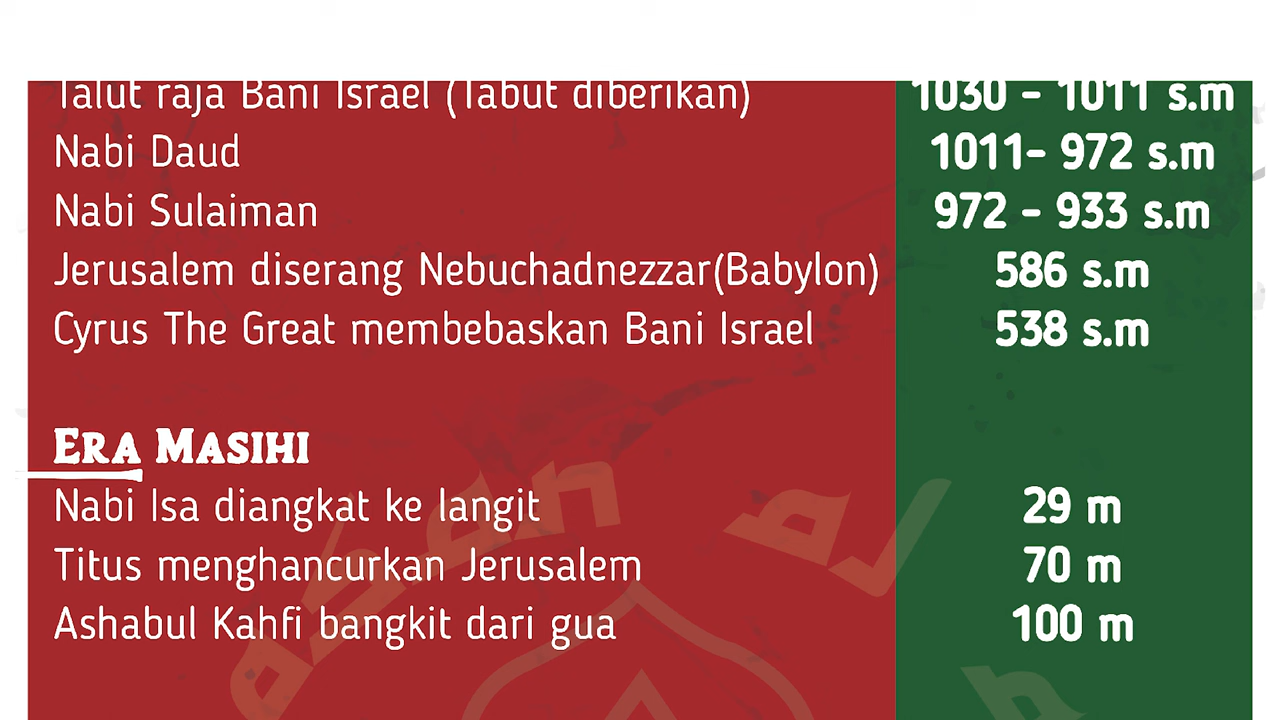 Talut raja Bani Israel (Tabut diberikan) 1030 - 1011 s.m
Nabi Daud 1011- 972 s.m
Nabi Sulaiman 972 - 933 s.m
Jerusalem diserang Nebuchadnezzar(Babylon) 586 s.m
Cyrus The Great membebaskan Bani Israel 538 s.m
ERA MASIHI
Nabi Isa diangkat ke langit 29 m
Titus menghancurkan Jerusalem 70 m
Ashabul Kahfi bangkit dari gua 100 m